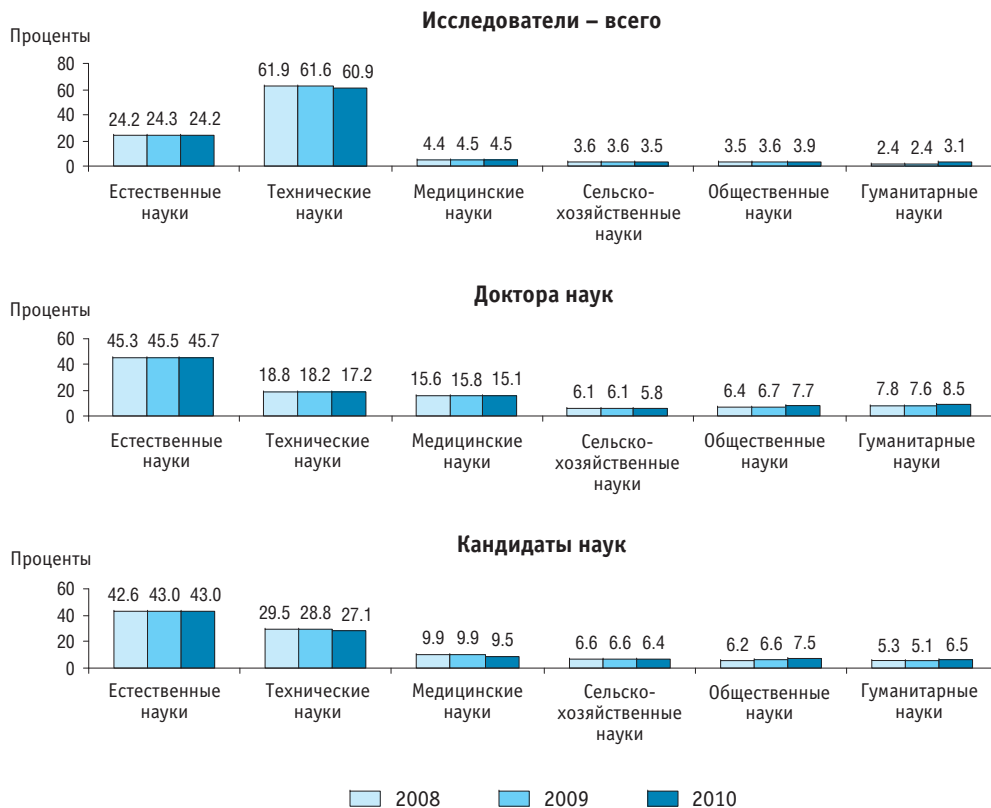 Исследователи – всего
Проценты
80
60
40
20
0
24.2 24.3 24.2
61.9 61.6 60.9
4.4 4.5 4.5
3.6 3.6 3.5
3.5 3.6 3.9
2.4 2.4 3.1
Естественные
науки
Технические
науки
Медицинские
науки
Сельско-
хозяйственные
науки
Общественные
науки
Гуманитарные
науки
Доктора наук
Проценты
60
40
20
0
45.3 45.5 45.7
18.8 18.2 17.2
15.6 15.8 15.1
6.1 6.1 5.8
6.4 6.7 7.7
7.8 7.6 8.5
Естественные
науки
Технические
науки
Медицинские
науки
Сельско-
хозяйственные
науки
Общественные
науки
Гуманитарные
науки
Кандидаты наук
Проценты
60
40
20
0
42.6 43.0 43.0
29.5 28.8 27.1
9.9 9.9 9.5
6.6 6.6 6.4
6.2 6.6 7.5
5.3 5.1 6.5
Естественные
науки
Технические
науки
Медицинские
науки
Сельско-
хозяйственные
науки
Общественные
науки
Гуманитарные
науки
2008 2009 2010